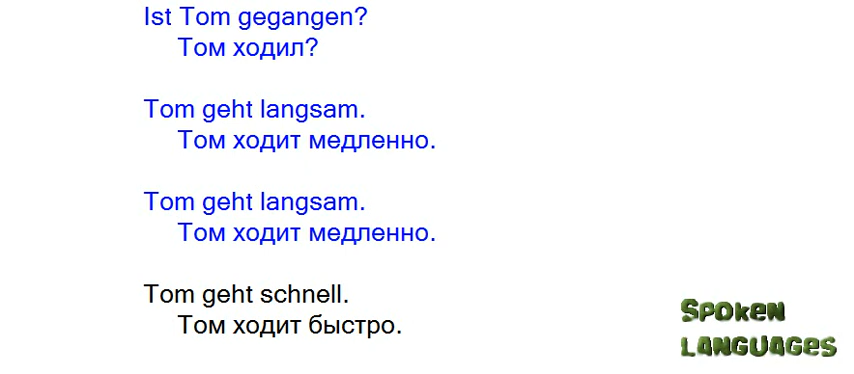 Ist Tom gegangen?
Том ходил?
Tom geht langsam.
Том ходит медленно.
Tom geht langsam.
Том ходит медленно.
Tom geht schnell.
Том ходит быстро.
Spoken
Languages